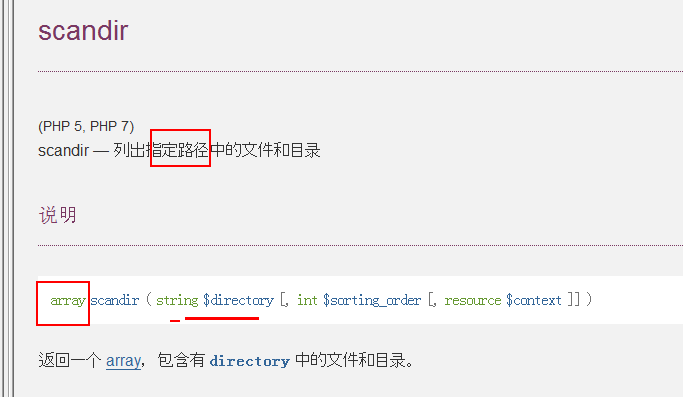 scandir
(PHP 5, PHP 7)
scandir — 列出指定路径中的文件和目录
说明
array scandir ( string $directory [, int $sorting_order [, resource $context ]] )
返回一个 array，包含有 directory 中的文件和目录。